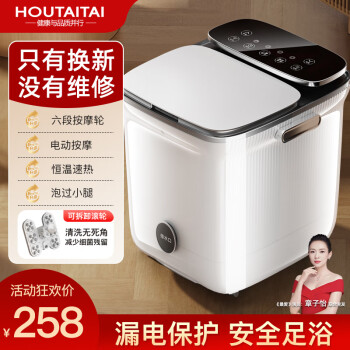 HOUTAITAI
健康与品质并行
只有换新
没有维修
六段按摩轮
电动按摩
恒温速热
泡过小腿
可拆卸滚轮
清洗无死角
减少细菌残留
章子怡
活动狂欢价
¥258
漏电保护 安全足浴